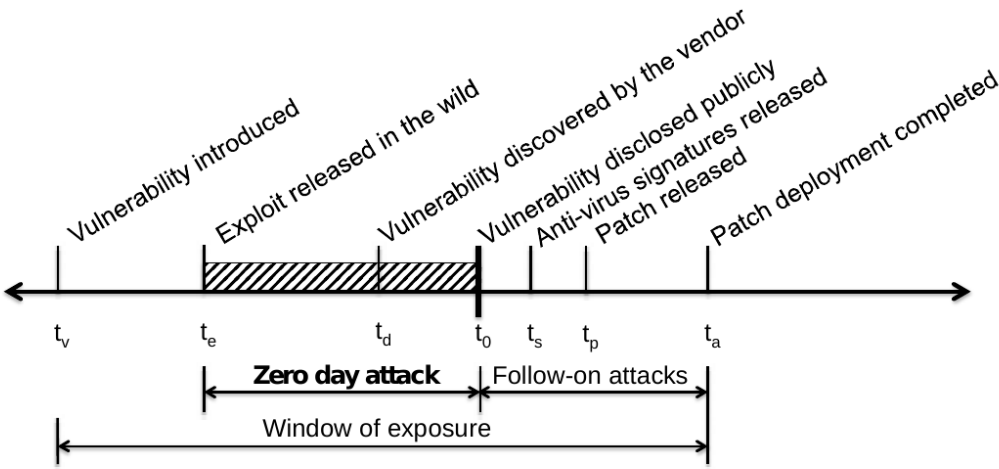 Vulnerability introduced
Exploit released in the wild
Vulnerability discovered by the vendor
Vulnerability disclosed publicly
Anti-virus signatures released
Patch released
Patch deployment completed
tv
te
td
t0
ts
tp
ta
Zero day attack
Follow-on attacks
Window of exposure